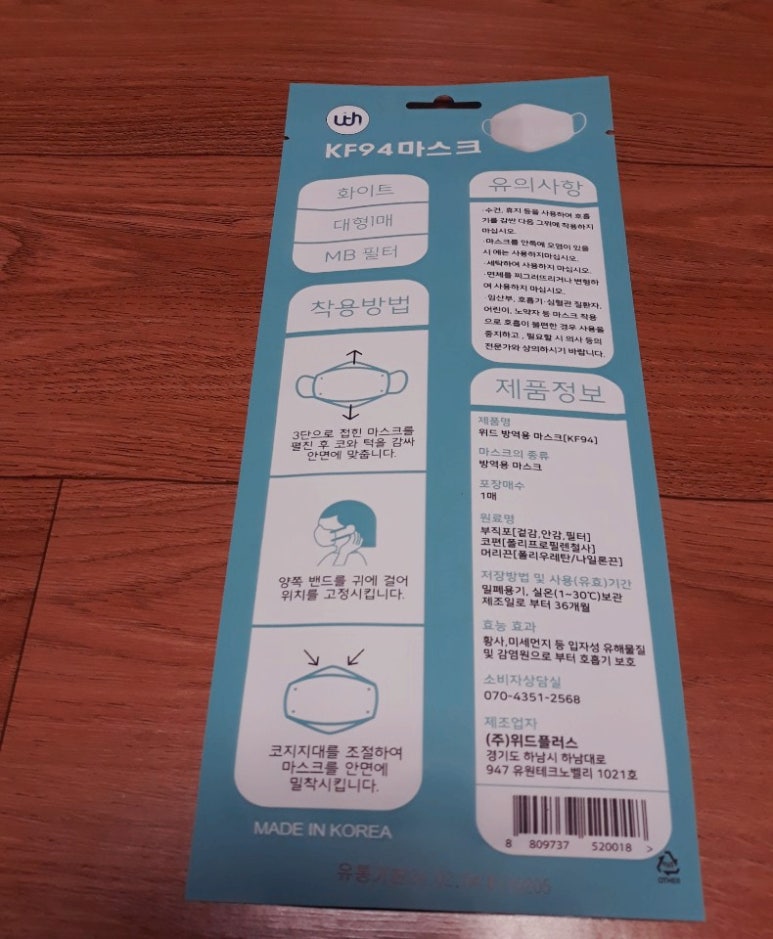 with
KF94마스크
화이트
대형1매
MB 필터
착용방법
3단으로 접힌 마스크를
펼진 후 코와 턱을 감싸
안면에 맞춥니다.
양쪽 밴드를 귀에 걸어
위치를 고정시킵니다.
코지지대를 조절하여
마스크를 안면에
밀착시킵니다.
MADE IN KOREA
유의사항
·수건, 휴지 등을 사용하여 호흡
기를 감싼 다음 그위에 착용하지
마십시오.
·마스크를 안쪽에 오염이 있을
시 에는 사용하지마십시오.
·세탁하여 사용하지 마십시오.
·면체를 찌그러뜨리거나 변형하
여 사용하지 마십시오.
·임산부, 호흡기·심혈관 질환자,
어린이, 노약자 등 마스크 착용
으로 호흡이 불편한 경우 사용을
중지하고, 필요할 시 의사 등의
전문가와 상의하시기 바랍니다.
제품정보
제품명
위드 방역용 마스크[KF94]
마스크의 종류
방역용 마스크
포장매수
1매
원료명
부직포[겉감,안감,필터]
코편[폴리프로필렌철사]
머리끈[폴리우레탄/나일론끈]
저장방법 및 사용(유효)기간
밀폐용기, 실온(1~30℃)보관
제조일로 부터 36개월
효능 효과
황사,미세먼지 등 입자성 유해물질
및 감염원으로 부터 호흡기 보호
소비자상담실
070-4351-2568
제조업자
(주)위드플러스
경기도 하남시 하남대로
947 유원테크노벨리 1021호
8 809737 520018 >
OTHER